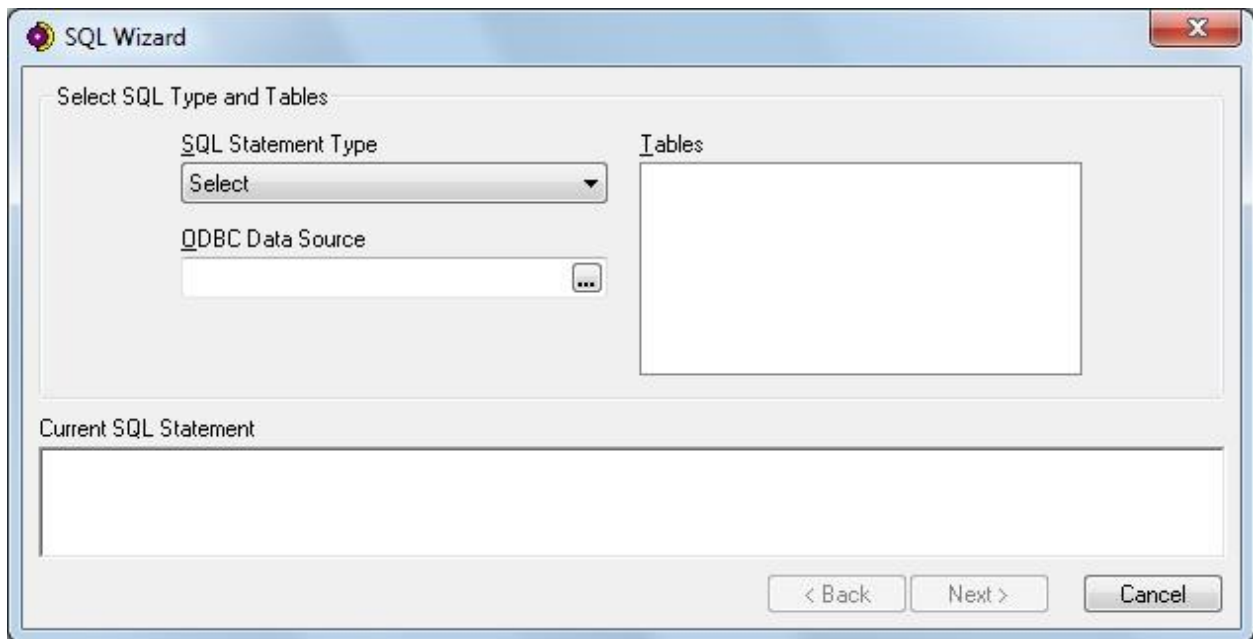 SQL Wizard
Select SQL Type and Tables
SQL Statement Type
Select
ODBC Data Source
...
Tables
Current SQL Statement
< Back
Next >
Cancel